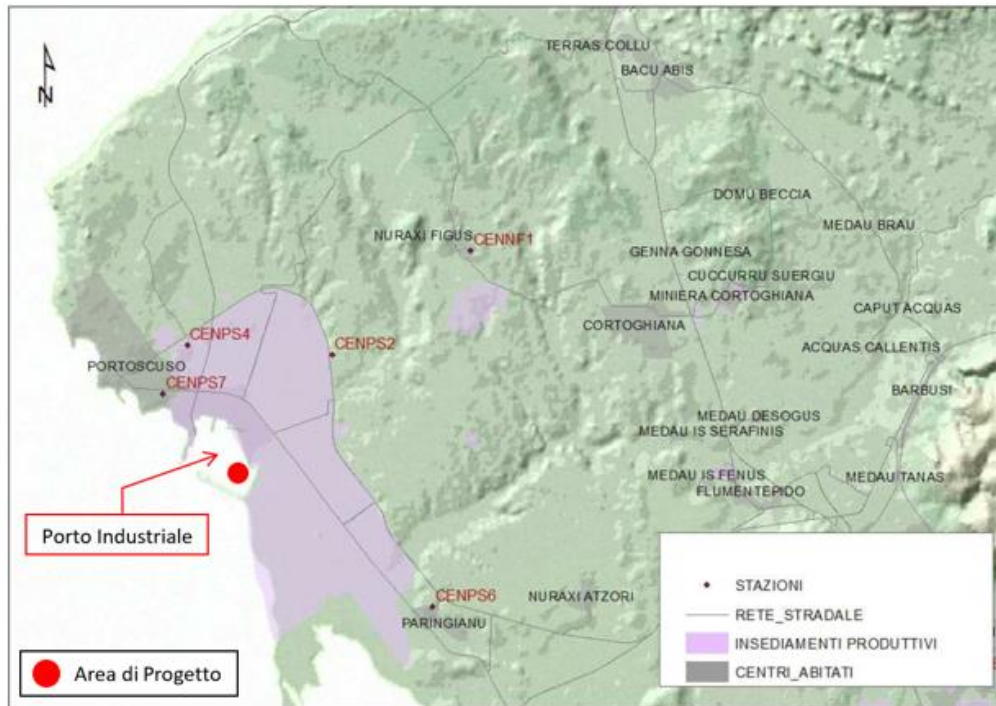 TERRAS COLLU
BACU ABIS
N
DOMU BECCIA
MEDAU BRAU
NURAXI FIGUS
CENNF1
GENNA GONNESA
CUCCURRU SUERGIU
MINIERA CORTOGHIANA
CAPUT ACQUAS
CORTOGHIANA
CENPS4
CENPS2
ACQUAS CALLENTIS
PORTOSCUSO
CENPS7
BARBUSI
MEDAU DESOGUS
MEDAU IS SERAFINIS
MEDAU IS FENUS
MEDAU TANAS
FLUMENTEPIDO
Porto Industriale
CENPS6
NURAXI ATZORI
PARINGIANU
STAZIONI
RETE_STRADALE
INSEDIAMENTI PRODUTTIVI
CENTRI_ABITATI
Area di Progetto